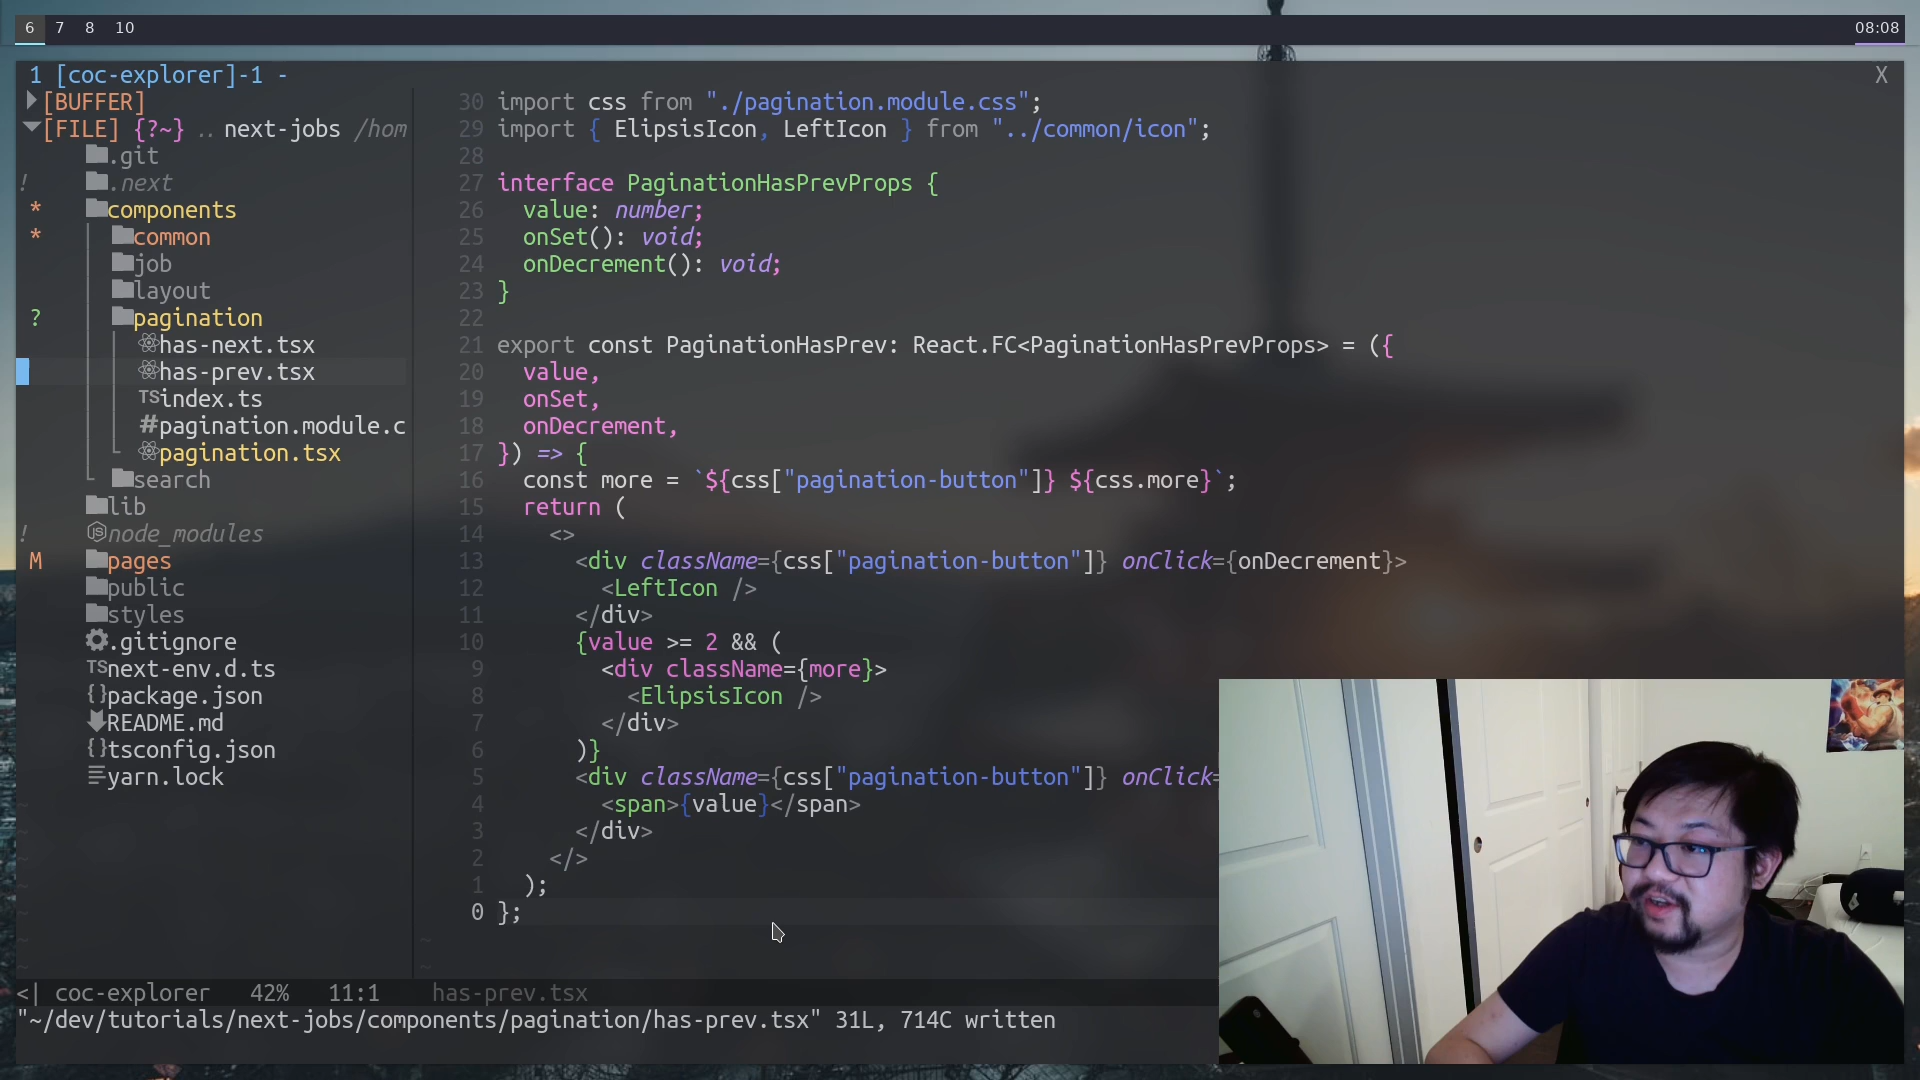 6 7 8 10
08:08
1 [coc-explorer]-1 -
X
[BUFFER]
[FILE] {?~} .. next-jobs /hom
.git
! .next
* components
* common
job
layout
? pagination
has-next.tsx
has-prev.tsx
TS index.ts
# pagination.module.c
pagination.tsx
search
lib
! node_modules
M pages
public
styles
.gitignore
TS next-env.d.ts
{} package.json
README.md
{} tsconfig.json
yarn.lock
30 import css from "./pagination.module.css";
29 import { ElipsisIcon, LeftIcon } from "../common/icon";
28
27 interface PaginationHasPrevProps {
26   value: number;
25   onSet(): void;
24   onDecrement(): void;
23 }
22
21 export const PaginationHasPrev: React.FC<PaginationHasPrevProps> = ({
20   value,
19   onSet,
18   onDecrement,
17 }) => {
16   const more = `${css["pagination-button"]} ${css.more}`;
15   return (
14     <>
13       <div className={css["pagination-button"]} onClick={onDecrement}>
12         <LeftIcon />
11       </div>
10       {value >= 2 && (
9         <div className={more}>
8           <ElipsisIcon />
7         </div>
6       )}
5       <div className={css["pagination-button"]} onClick=
4         <span>{value}</span>
3       </div>
2     </>
1   );
0 };
<| coc-explorer 42% 11:1 has-prev.tsx
"~/dev/tutorials/next-jobs/components/pagination/has-prev.tsx" 31L, 714C written